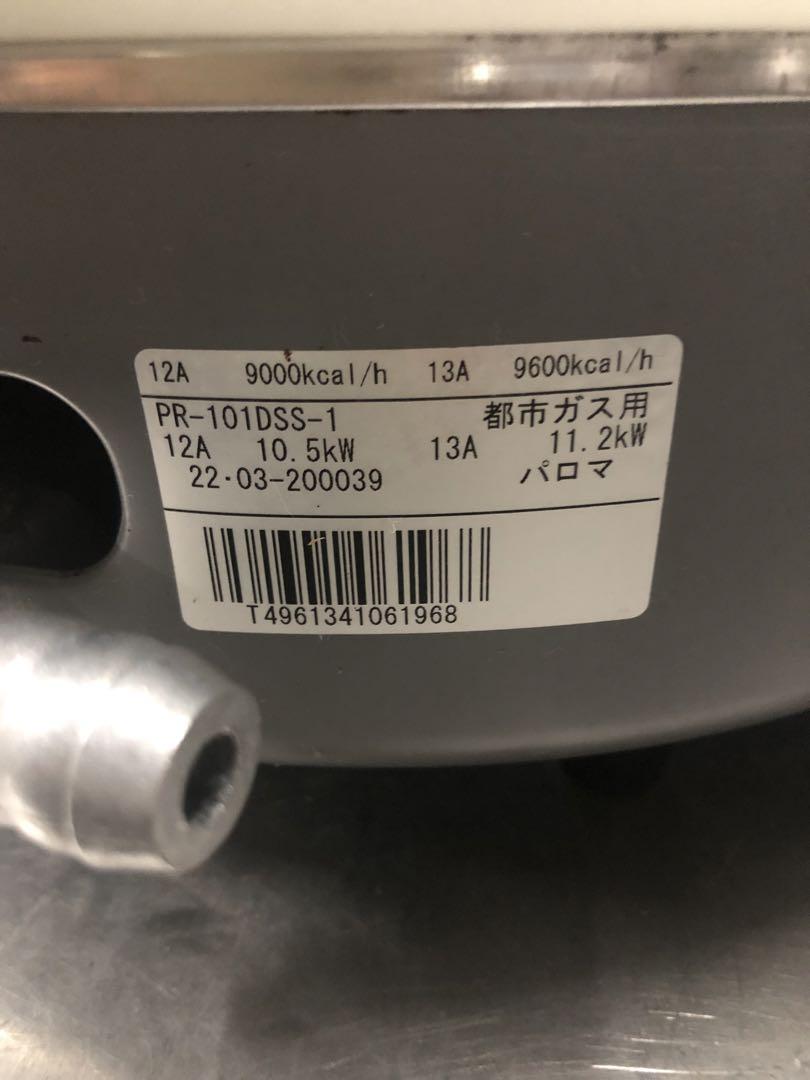 12A 9000kcal/h 13A 9600kcal/h
PR-101DSS-1 都市ガス用
12A 10.5kW 13A 11.2kW
22・03-200039 パロマ
T4961341061968